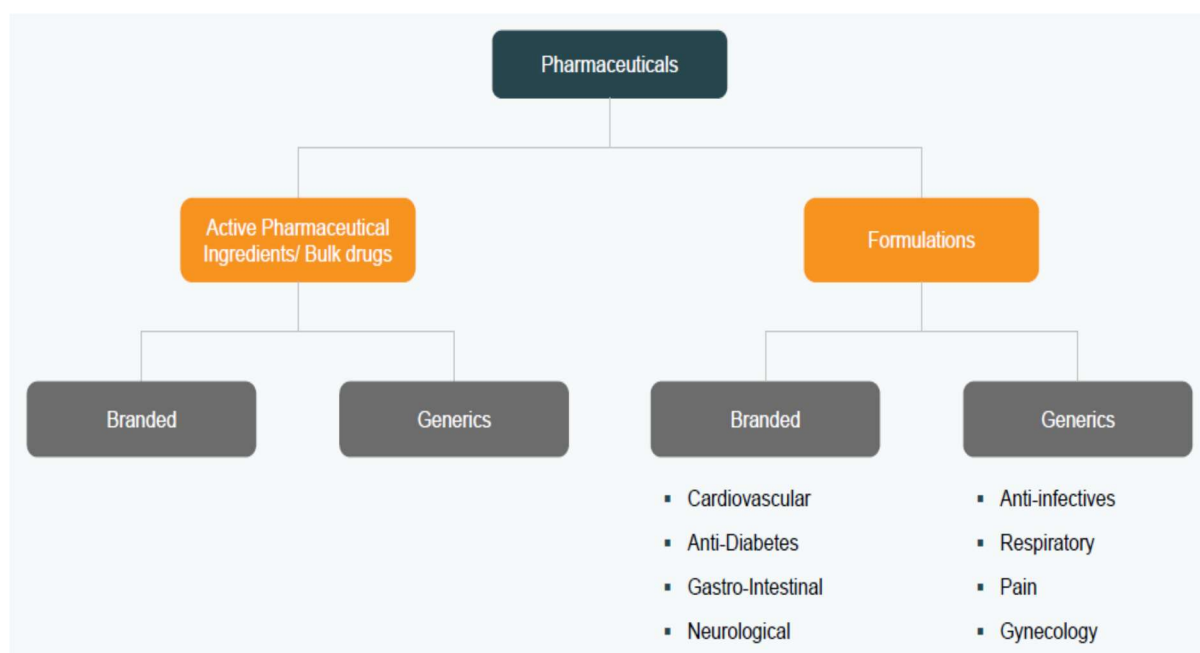 Pharmaceuticals
Active Pharmaceutical
Ingredients/ Bulk drugs
Formulations
Branded
Generics
Branded
Generics
▪ Cardiovascular
▪ Anti-Diabetes
▪ Gastro-Intestinal
▪ Neurological
▪ Anti-infectives
▪ Respiratory
▪ Pain
▪ Gynecology